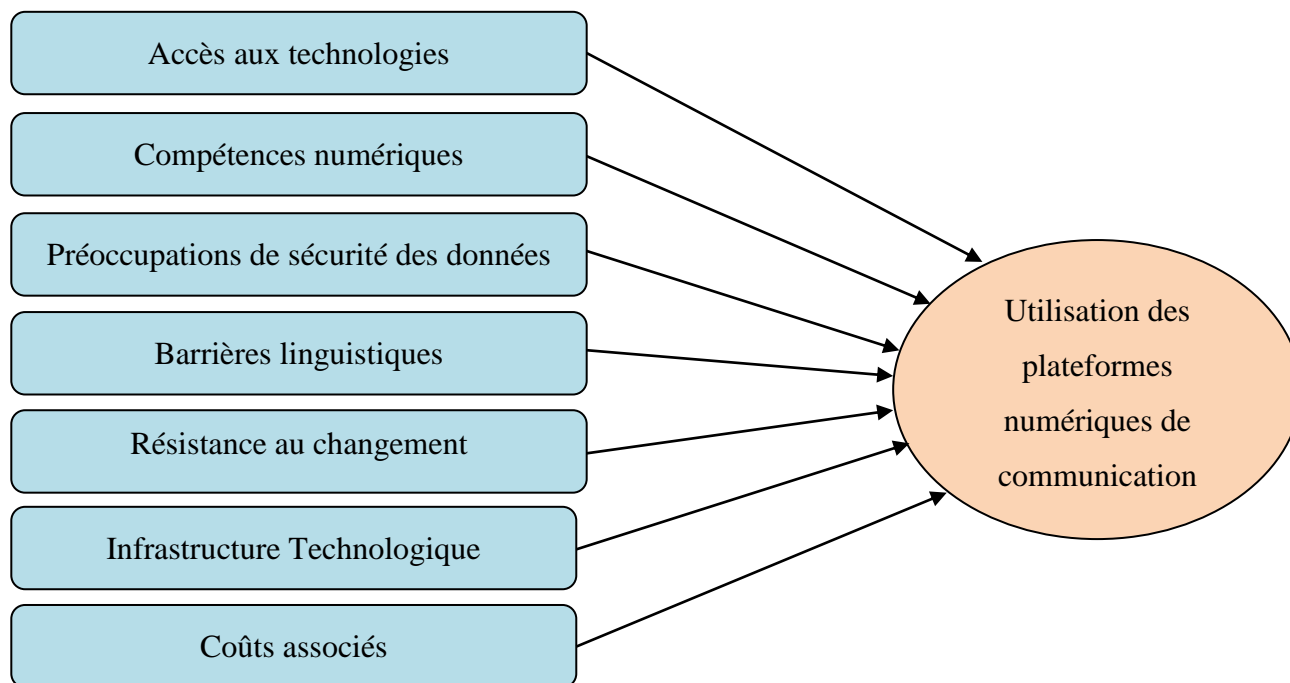 Accès aux technologies
Compétences numériques
Préoccupations de sécurité des données
Barrières linguistiques
Résistance au changement
Infrastructure Technologique
Coûts associés
Utilisation des
plateformes
numériques de
communication